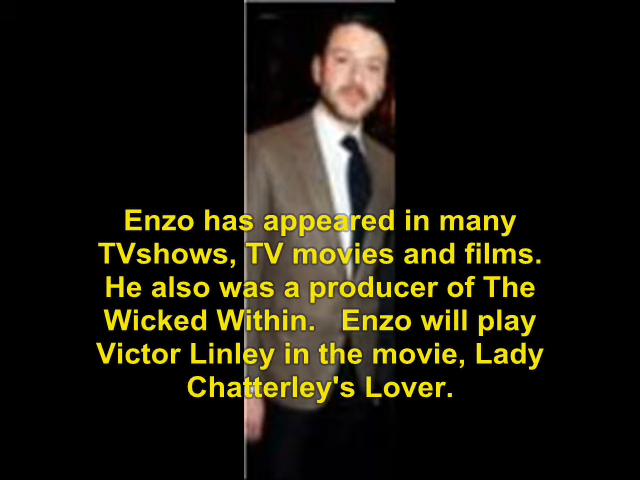 Enzo has appeared in many
TVshows, TV movies and films.
He also was a producer of The
Wicked Within.   Enzo will play
Victor Linley in the movie, Lady
Chatterley's Lover.